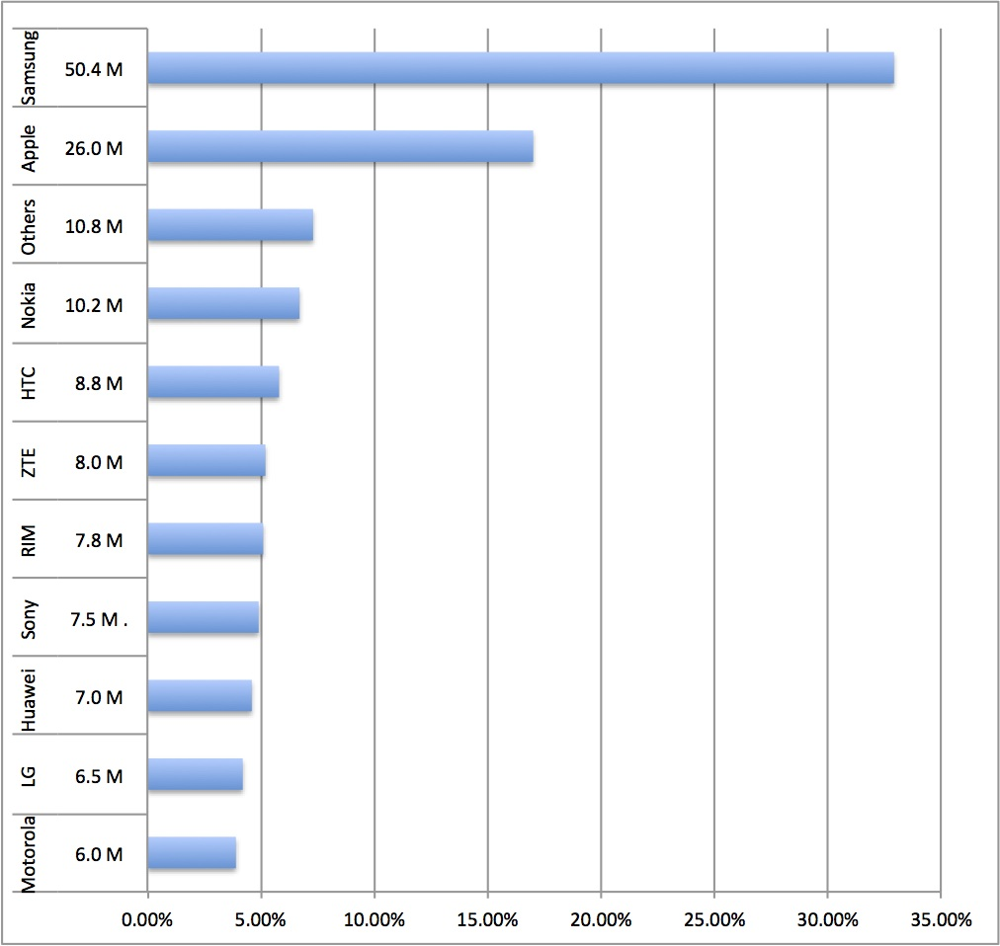 Samsung 50.4 M
Apple 26.0 M
Others 10.8 M
Nokia 10.2 M
HTC 8.8 M
ZTE 8.0 M
RIM 7.8 M
Sony 7.5 M .
Huawei 7.0 M
LG 6.5 M
Motorola 6.0 M
0.00% 5.00% 10.00% 15.00% 20.00% 25.00% 30.00% 35.00%